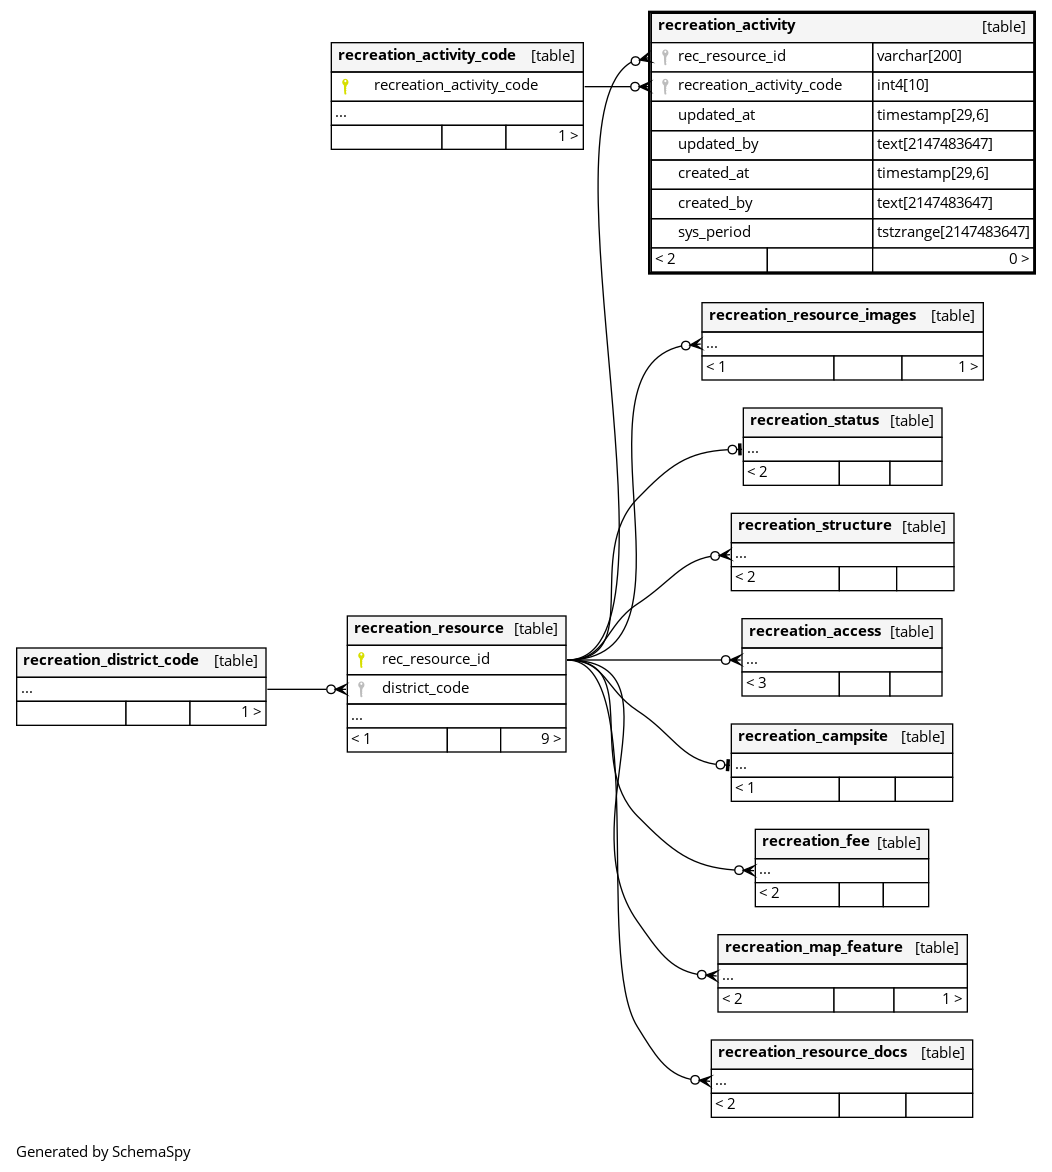 recreation_activity [table]
rec_resource_id varchar[200]
recreation_activity_code int4[10]
updated_at timestamp[29,6]
updated_by text[2147483647]
created_at timestamp[29,6]
created_by text[2147483647]
sys_period tstzrange[2147483647]
< 2 0 >
recreation_activity_code [table]
recreation_activity_code
...
1 >
recreation_resource_images [table]
...
< 1 1 >
recreation_status [table]
...
< 2
recreation_structure [table]
...
< 2
recreation_district_code [table]
...
1 >
recreation_resource [table]
rec_resource_id
district_code
...
< 1 9 >
recreation_access [table]
...
< 3
recreation_campsite [table]
...
< 1
recreation_fee [table]
...
< 2
recreation_map_feature [table]
...
< 2 1 >
recreation_resource_docs [table]
...
< 2
Generated by SchemaSpy